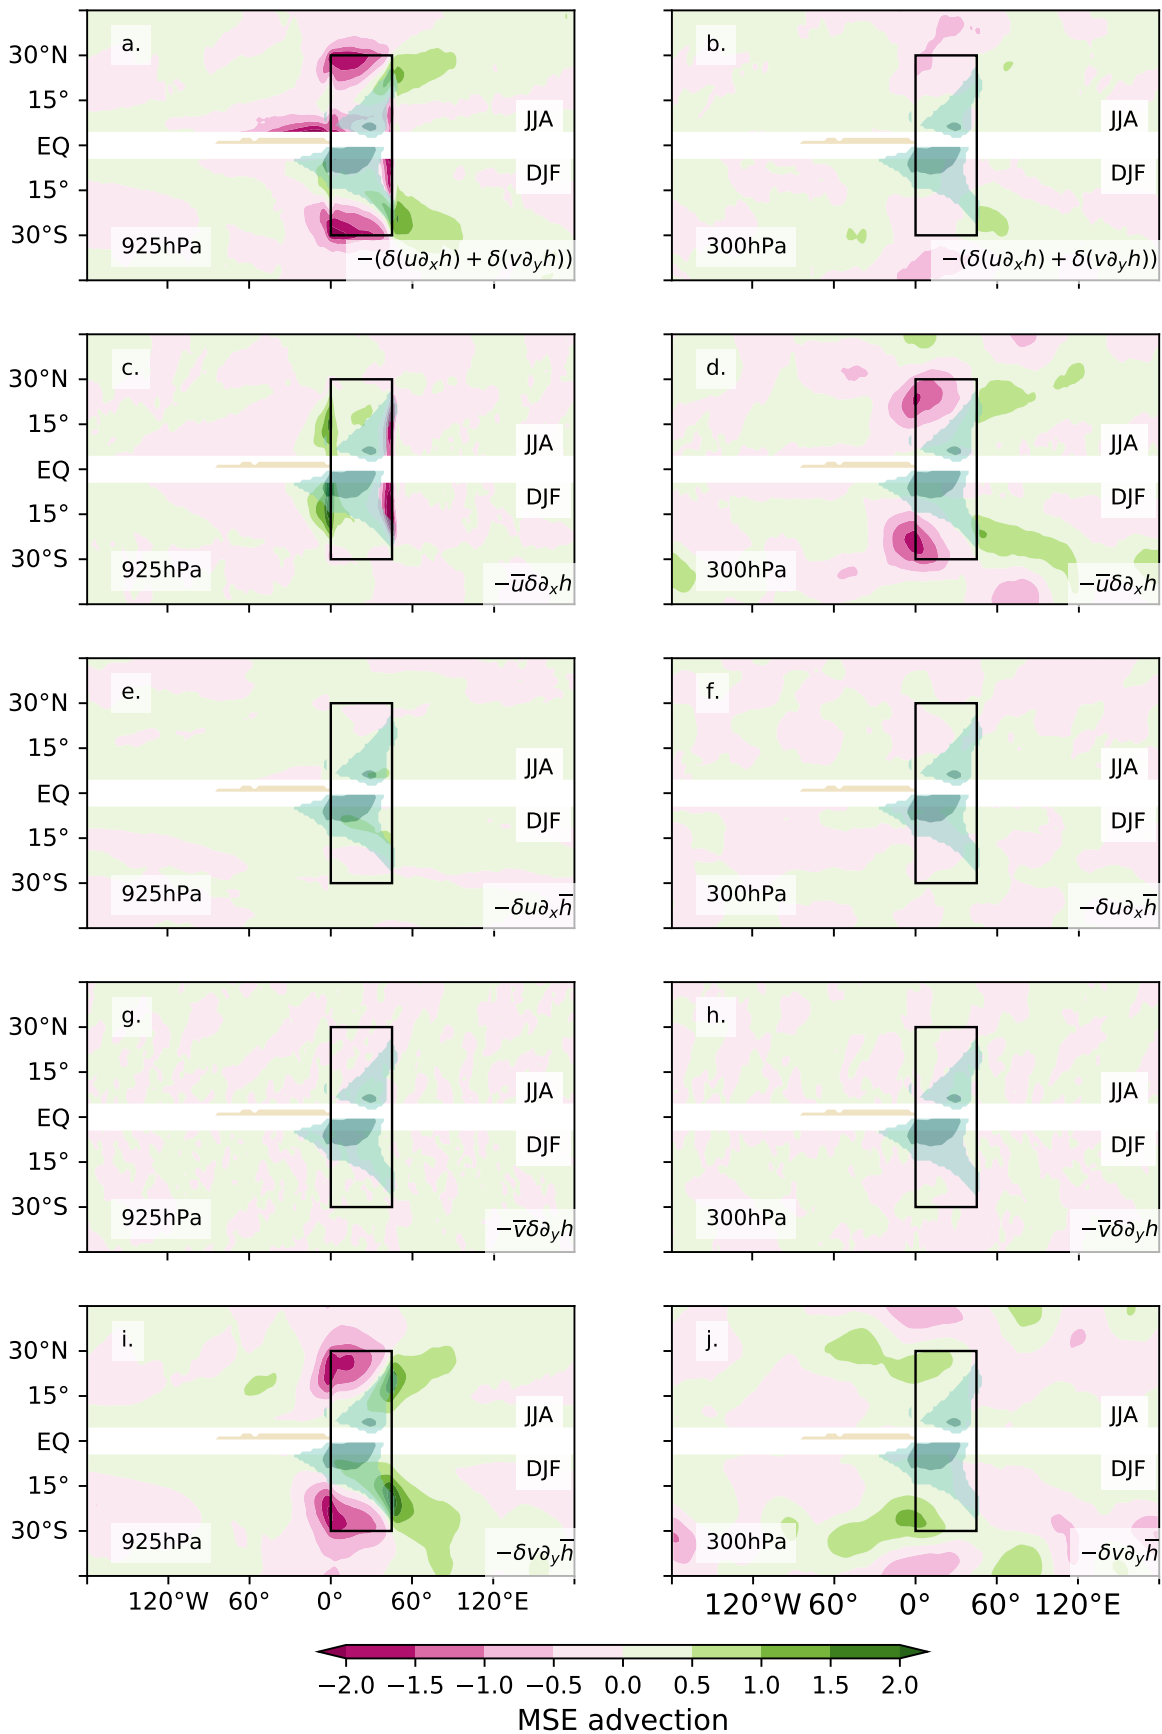 a.
30°N
15°
JJA
EQ
DJF
15°
30°S
925hPa
−(δ(u∂ₓh) + δ(v∂ᵧh))
b.
JJA
DJF
300hPa
−(δ(u∂ₓh) + δ(v∂ᵧh))
c.
30°N
15°
JJA
EQ
DJF
15°
30°S
925hPa
−u̅δ∂ₓh
d.
JJA
DJF
300hPa
−u̅δ∂ₓh
e.
30°N
15°
JJA
EQ
DJF
15°
30°S
925hPa
−δu∂ₓh̅
f.
JJA
DJF
300hPa
−δu∂ₓh̅
g.
30°N
15°
JJA
EQ
DJF
15°
30°S
925hPa
−v̅δ∂ᵧh
h.
JJA
DJF
300hPa
−v̅δ∂ᵧh
i.
30°N
15°
JJA
EQ
DJF
15°
30°S
925hPa
−δv∂ᵧh̅
120°W 60° 0° 60° 120°E
j.
JJA
DJF
300hPa
−δv∂ᵧh̅
120°W 60° 0° 60° 120°E
−2.0 −1.5 −1.0 −0.5 0.0 0.5 1.0 1.5 2.0
MSE advection